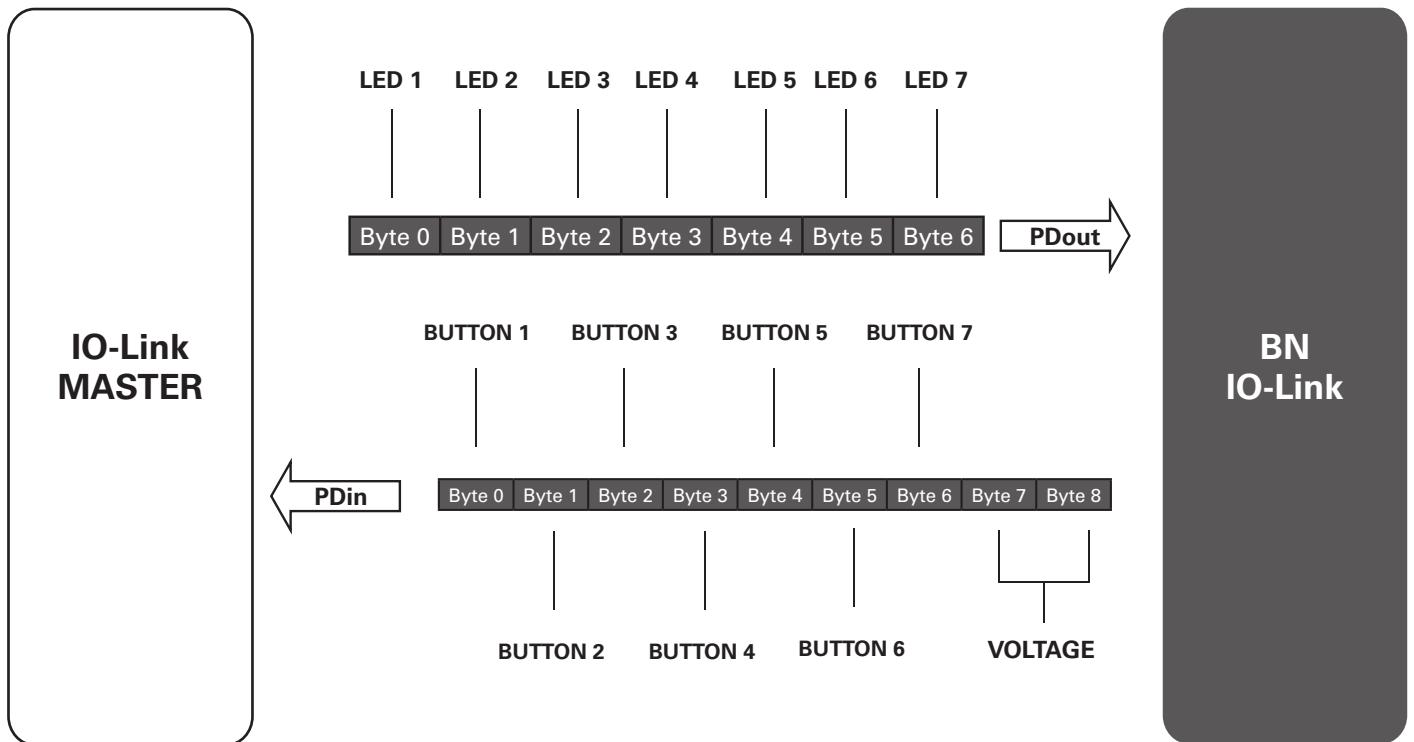 LED 1 LED 2 LED 3 LED 4 LED 5 LED 6 LED 7
Byte 0 Byte 1 Byte 2 Byte 3 Byte 4 Byte 5 Byte 6
PDout
BUTTON 1 BUTTON 3 BUTTON 5 BUTTON 7
IO-Link
MASTER
BN
IO-Link
PDin
Byte 0 Byte 1 Byte 2 Byte 3 Byte 4 Byte 5 Byte 6 Byte 7 Byte 8
BUTTON 2 BUTTON 4 BUTTON 6 VOLTAGE